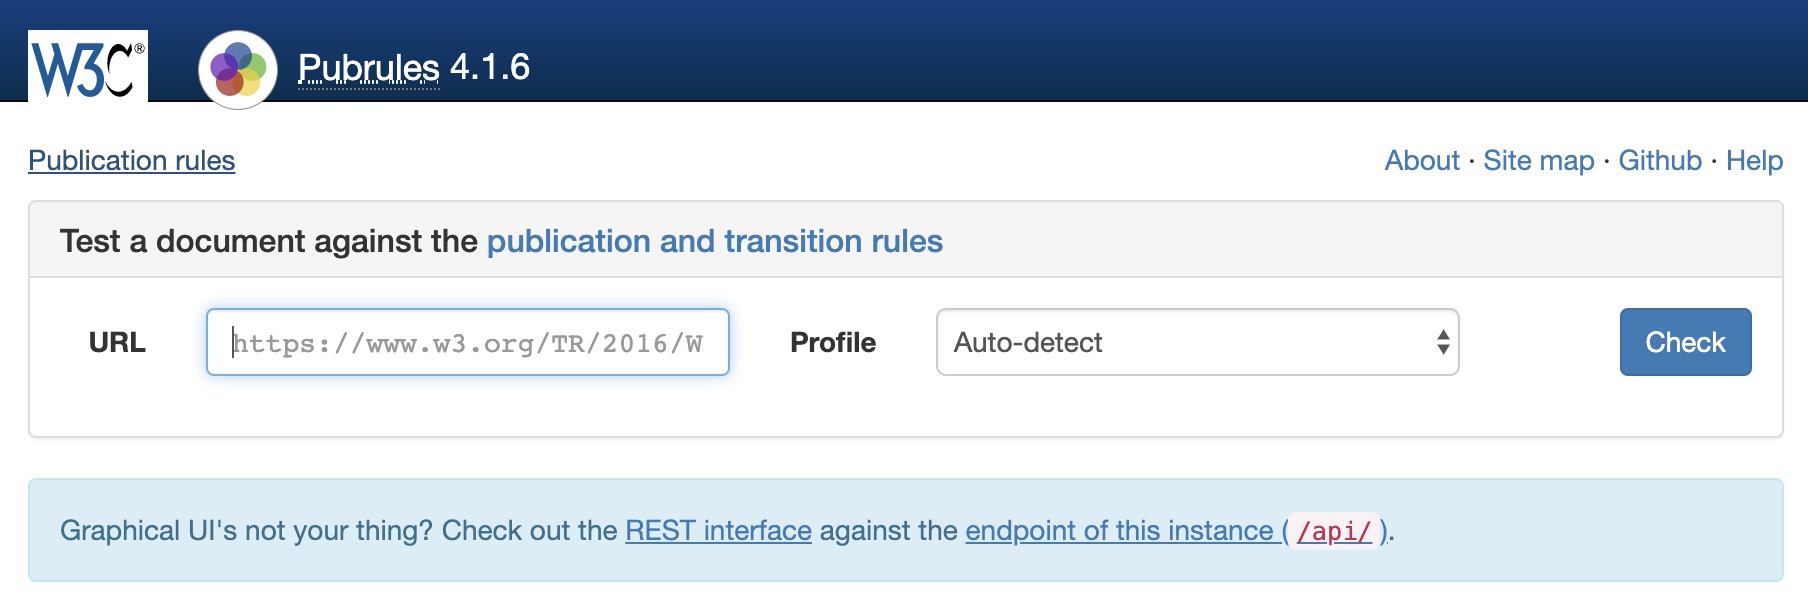 W3C®
Pubrules 4.1.6
Publication rules
About · Site map · Github · Help
Test a document against the publication and transition rules
URL https://www.w3.org/TR/2016/W Profile Auto-detect Check
Graphical UI's not your thing? Check out the REST interface against the endpoint of this instance (/api/).